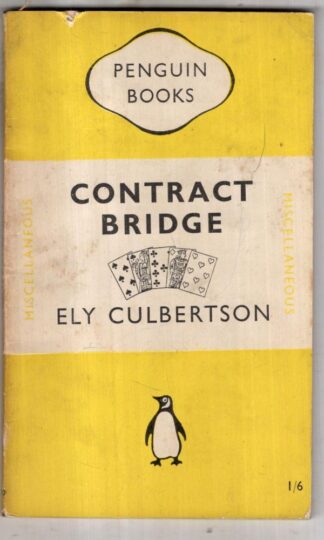 PENGUIN
BOOKS
CONTRACT
BRIDGE
MISCELLANEOUS
MISCELLANEOUS
ELY CULBERTSON
1/6